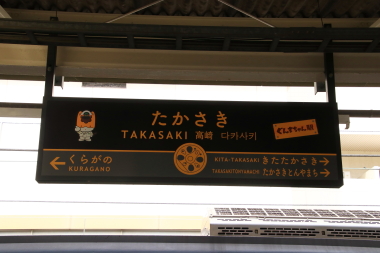 たかさき
TAKASAKI 高崎 다카사키
ぐんまちゃん駅
← くらがの
KURAGANO
KITA-TAKASAKI きたたかさき →
TAKASAKITONYAMACHI たかさきとんやまち →